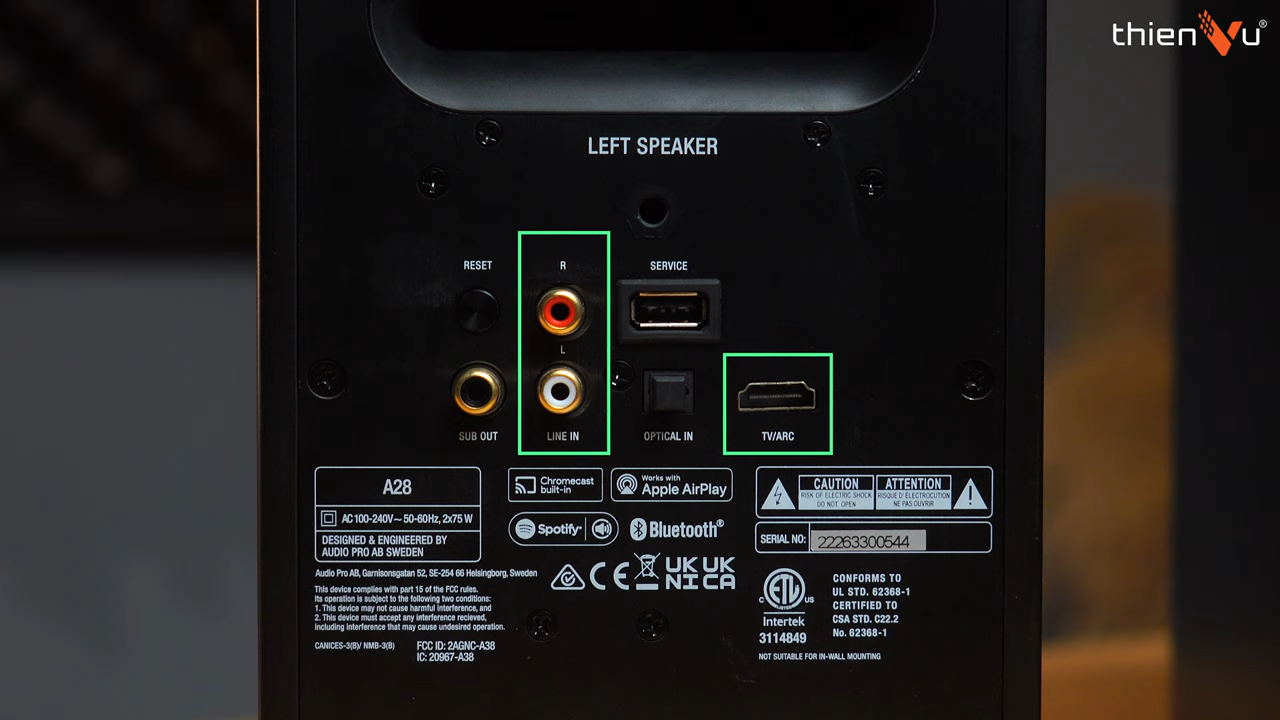 thienVu®
LEFT SPEAKER
RESET
R
SERVICE
L
SUB OUT
LINE IN
OPTICAL IN
TV/ARC
A28
AC 100-240V~ 50-60Hz, 2x75 W
DESIGNED & ENGINEERED BY
AUDIO PRO AB SWEDEN
Chromecast
built-in
Works with
Apple AirPlay
Spotify®
Bluetooth®
CAUTION
RISK OF ELECTRIC SHOCK
DO NOT OPEN
ATTENTION
RISQUE D'ÉLECTROCUTION
NE PAS OUVRIR
SERIAL NO: 22263300544
Audio Pro AB, Garnisonsgatan 52, SE-254 66 Helsingborg, Sweden
This device complies with part 15 of the FCC rules.
Its operation is subject to the following two conditions:
1. This device may not cause harmful interference, and
2. This device must accept any interference recieved,
including interference that may cause undesired operation.
CANICES-3(B)/ NMB-3(B)
FCC ID: 2AGNC-A38
IC: 20967-A38
CE
UK UK
NI CA
C ETL US
LISTED
Intertek
3114849
CONFORMS TO
UL STD. 62368-1
CERTIFIED TO
CSA STD. C22.2
No. 62368-1
NOT SUITABLE FOR IN-WALL MOUNTING